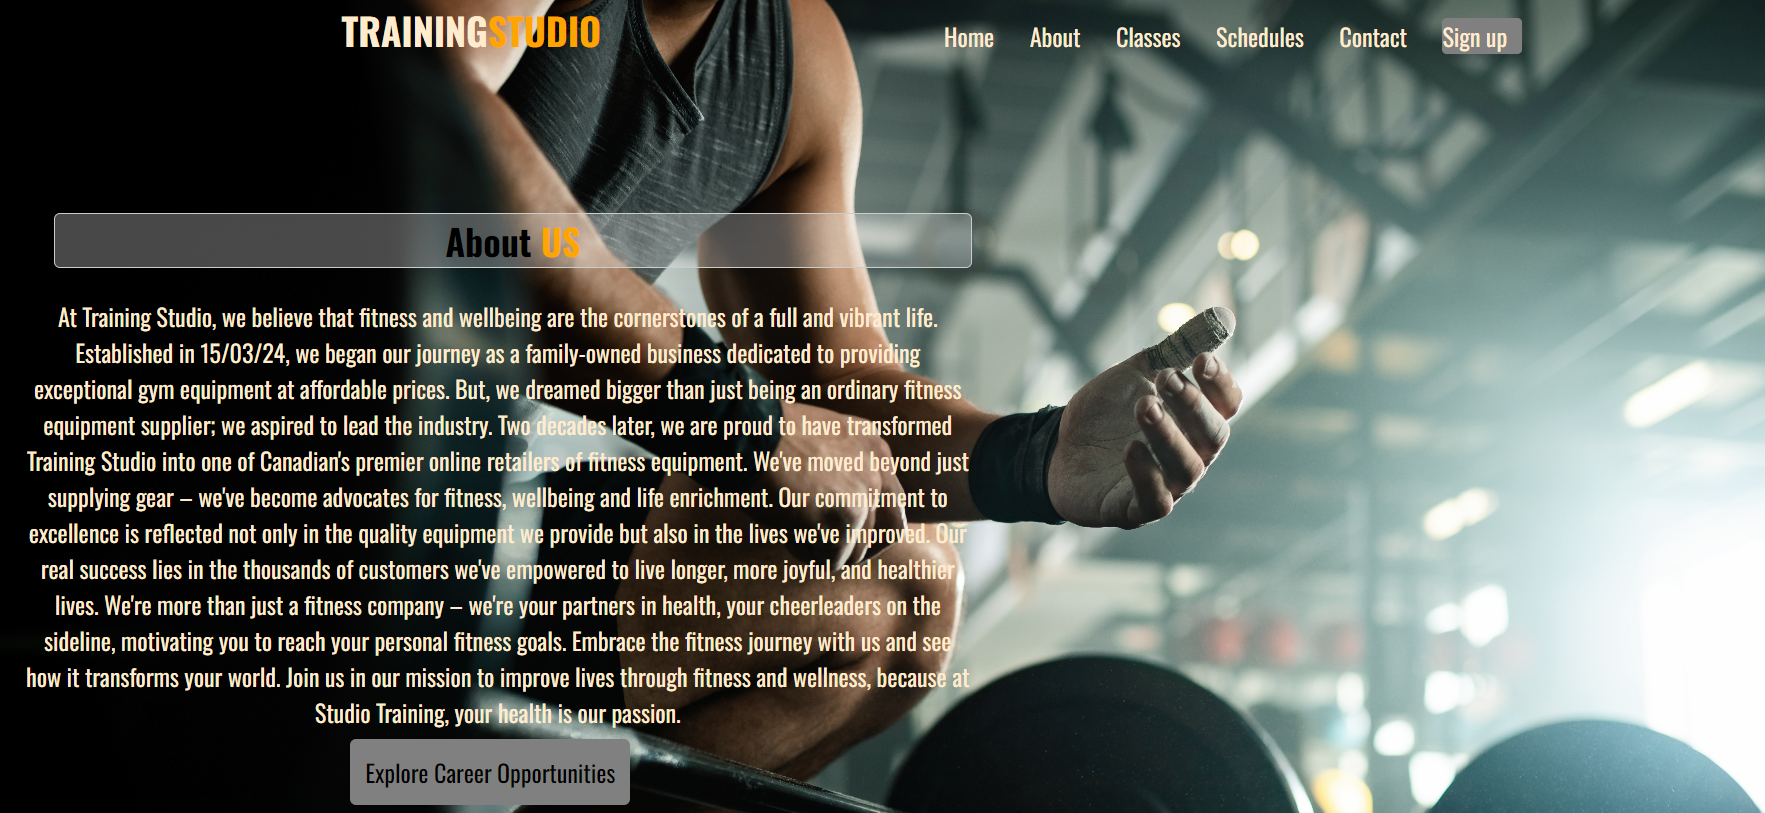 TRAININGSTUDIO
Home About Classes Schedules Contact Sign up
About US
At Training Studio, we believe that fitness and wellbeing are the cornerstones of a full and vibrant life.
Established in 15/03/24, we began our journey as a family-owned business dedicated to providing
exceptional gym equipment at affordable prices. But, we dreamed bigger than just being an ordinary fitness
equipment supplier; we aspired to lead the industry. Two decades later, we are proud to have transformed
Training Studio into one of Canadian's premier online retailers of fitness equipment. We've moved beyond just
supplying gear – we've become advocates for fitness, wellbeing and life enrichment. Our commitment to
excellence is reflected not only in the quality equipment we provide but also in the lives we've improved. Our
real success lies in the thousands of customers we've empowered to live longer, more joyful, and healthier
lives. We're more than just a fitness company – we're your partners in health, your cheerleaders on the
sideline, motivating you to reach your personal fitness goals. Embrace the fitness journey with us and see
how it transforms your world. Join us in our mission to improve lives through fitness and wellness, because at
Studio Training, your health is our passion.
Explore Career Opportunities